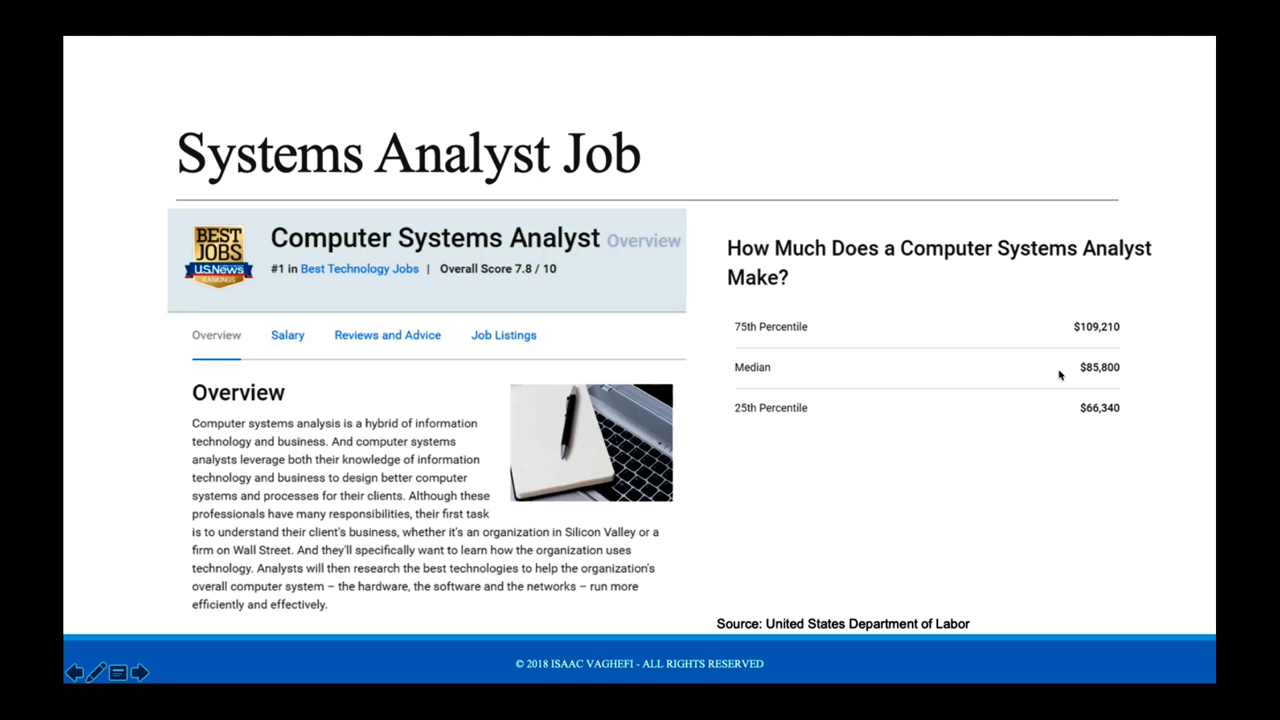 Systems Analyst Job
BEST
JOBS
U.S.News
RANKINGS
Computer Systems Analyst Overview
#1 in Best Technology Jobs | Overall Score 7.8 / 10
Overview Salary Reviews and Advice Job Listings
Overview
Computer systems analysis is a hybrid of information
technology and business. And computer systems
analysts leverage both their knowledge of information
technology and business to design better computer
systems and processes for their clients. Although these
professionals have many responsibilities, their first task
is to understand their client's business, whether it's an organization in Silicon Valley or a
firm on Wall Street. And they'll specifically want to learn how the organization uses
technology. Analysts will then research the best technologies to help the organization's
overall computer system – the hardware, the software and the networks – run more
efficiently and effectively.
How Much Does a Computer Systems Analyst
Make?
75th Percentile $109,210
Median $85,800
25th Percentile $66,340
Source: United States Department of Labor
© 2018 ISAAC VAGHEFI - ALL RIGHTS RESERVED